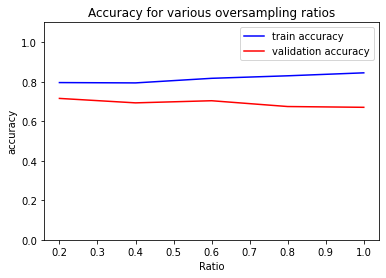 Accuracy for various oversampling ratios
train accuracy
validation accuracy
accuracy
1.0
0.8
0.6
0.4
0.2
0.0
0.2 0.3 0.4 0.5 0.6 0.7 0.8 0.9 1.0
Ratio